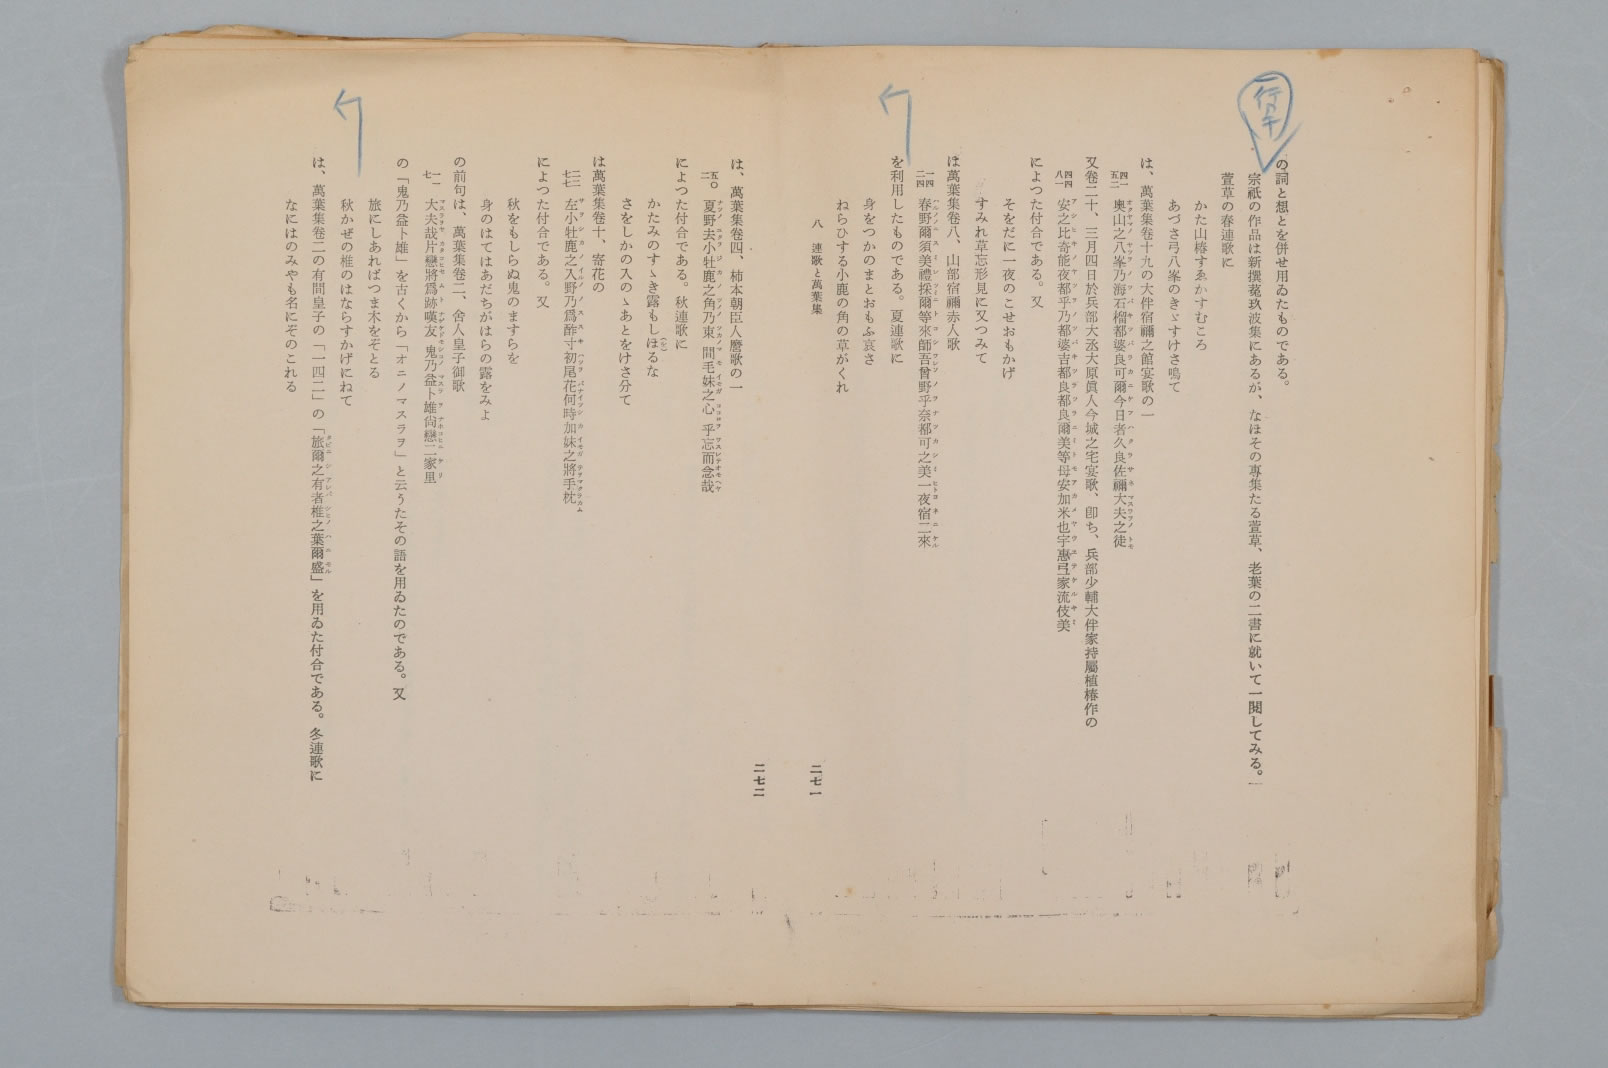 一行アキ
の詞と想とを併せ用ゐたものである。
宗祇の作品は新撰菟玖波集にあるが、なほその專集たる萱草、老葉の二書に就いて一閲してみる。
萱草の春連歌に
かた山椿すゑかすむころ
あづさ弓八峯のきゞすけさ鳴て
は、萬葉集卷十九の大伴宿禰之館宴歌の一
四一五二 奧山之八峯乃海石榴都婆良可爾今日者久良佐禰大夫之徒
又卷二十、三月四日於兵部大丞大原眞人今城之宅宴歌、卽ち、兵部少輔大伴家持屬植椿作の
四四八一 安之比奇能夜都乎乃都婆吉都良都良爾美等母安加米也宇惠弖家流伎美
によつた付合である。又
そをだに一夜のこせおもかげ
すみれ草忘形見に又つみて
は萬葉集卷八、山部宿禰赤人歌
一四二四 春野爾須美禮採爾等來師吾曾野乎奈都可之美一夜宿二來
を利用したものである。夏連歌に
身をつかのまとおもふ哀さ
ねらひする小鹿の角の草がくれ
八 連歌と萬葉集
二七一
二七二
は、萬葉集卷四、柿本朝臣人麿歌の一
五〇二 夏野去小牡鹿之角乃束間毛妹之心乎忘而念哉
によつた付合である。秋連歌に
かたみのすゝき露もしほるな
さをしかの入のゝあとをけさ分て
は萬葉集卷十、寄花の
二二七七 左小牡鹿之入野乃爲酢寸初尾花何時加妹之將手枕
によつた付合である。又
秋をもしらぬ鬼のますらを
身のはてはあだちがはらの露をみよ
の前句は、萬葉集卷二、舍人皇子御歌
一一七 大夫哉片戀將爲跡嘆友鬼乃益卜雄尙戀二家里
の「鬼乃益卜雄」を古くから「オニノマスラヲ」と云うたその語を用ゐたのである。又
旅にしあればつま木をぞとる
秋かぜの椎のはならすかげにねて
は、萬葉集卷二の有間皇子の「一四二」の「旅爾之有者椎之葉爾盛」を用ゐた付合である。冬連歌に
なにはのみやも名にぞのこれる